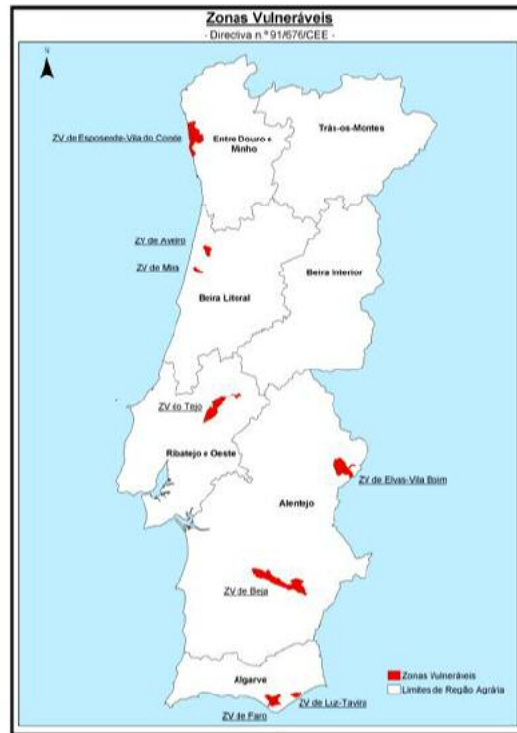 Zonas Vulneráveis
- Directiva n.º 91/676/CEE -
N
Trás-os-Montes
ZV de Esposende-Vila do Conde
Entre Douro e
Minho
ZV de Aveiro
ZV de Mira
Beira Interior
Beira Litoral
ZV do Tejo
Ribatejo e Oeste
ZV de Elvas-Vila Boim
Alentejo
ZV de Beja
Algarve
Zonas Vulneráveis
Limites de Região Agrária
ZV de Luz-Tavira
ZV de Faro